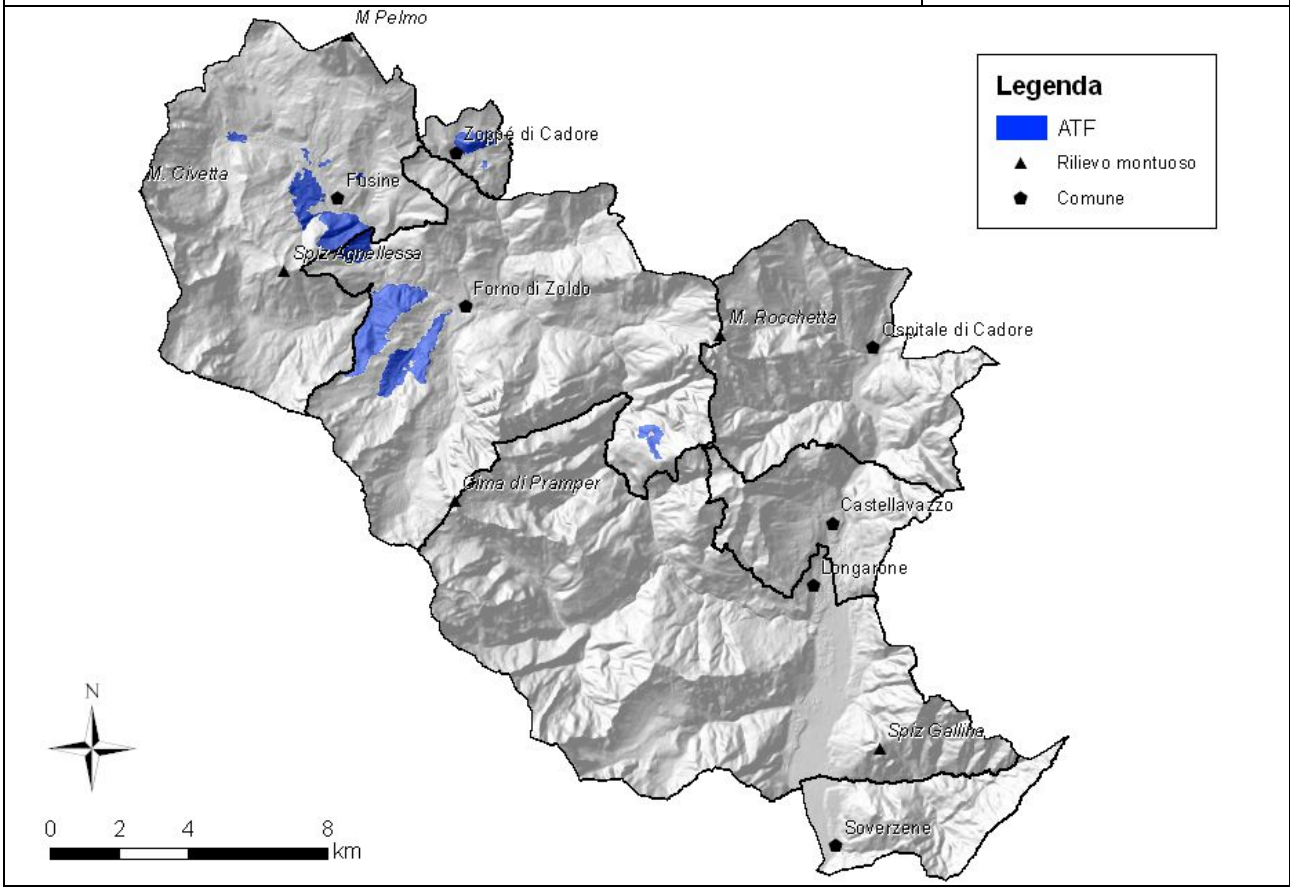 M Pelmo
Legenda
ATF
Rilievo montuoso
Comune
Zoppé di Cadore
M. Civetta
Fusine
Spiz Agnellessa
Forno di Zoldo
M. Rocchetta
Ospitale di Cadore
Cima di Pramper
Castellavazzo
Longarone
N
Spiz Gallina
Soverzene
0 2 4 8
km